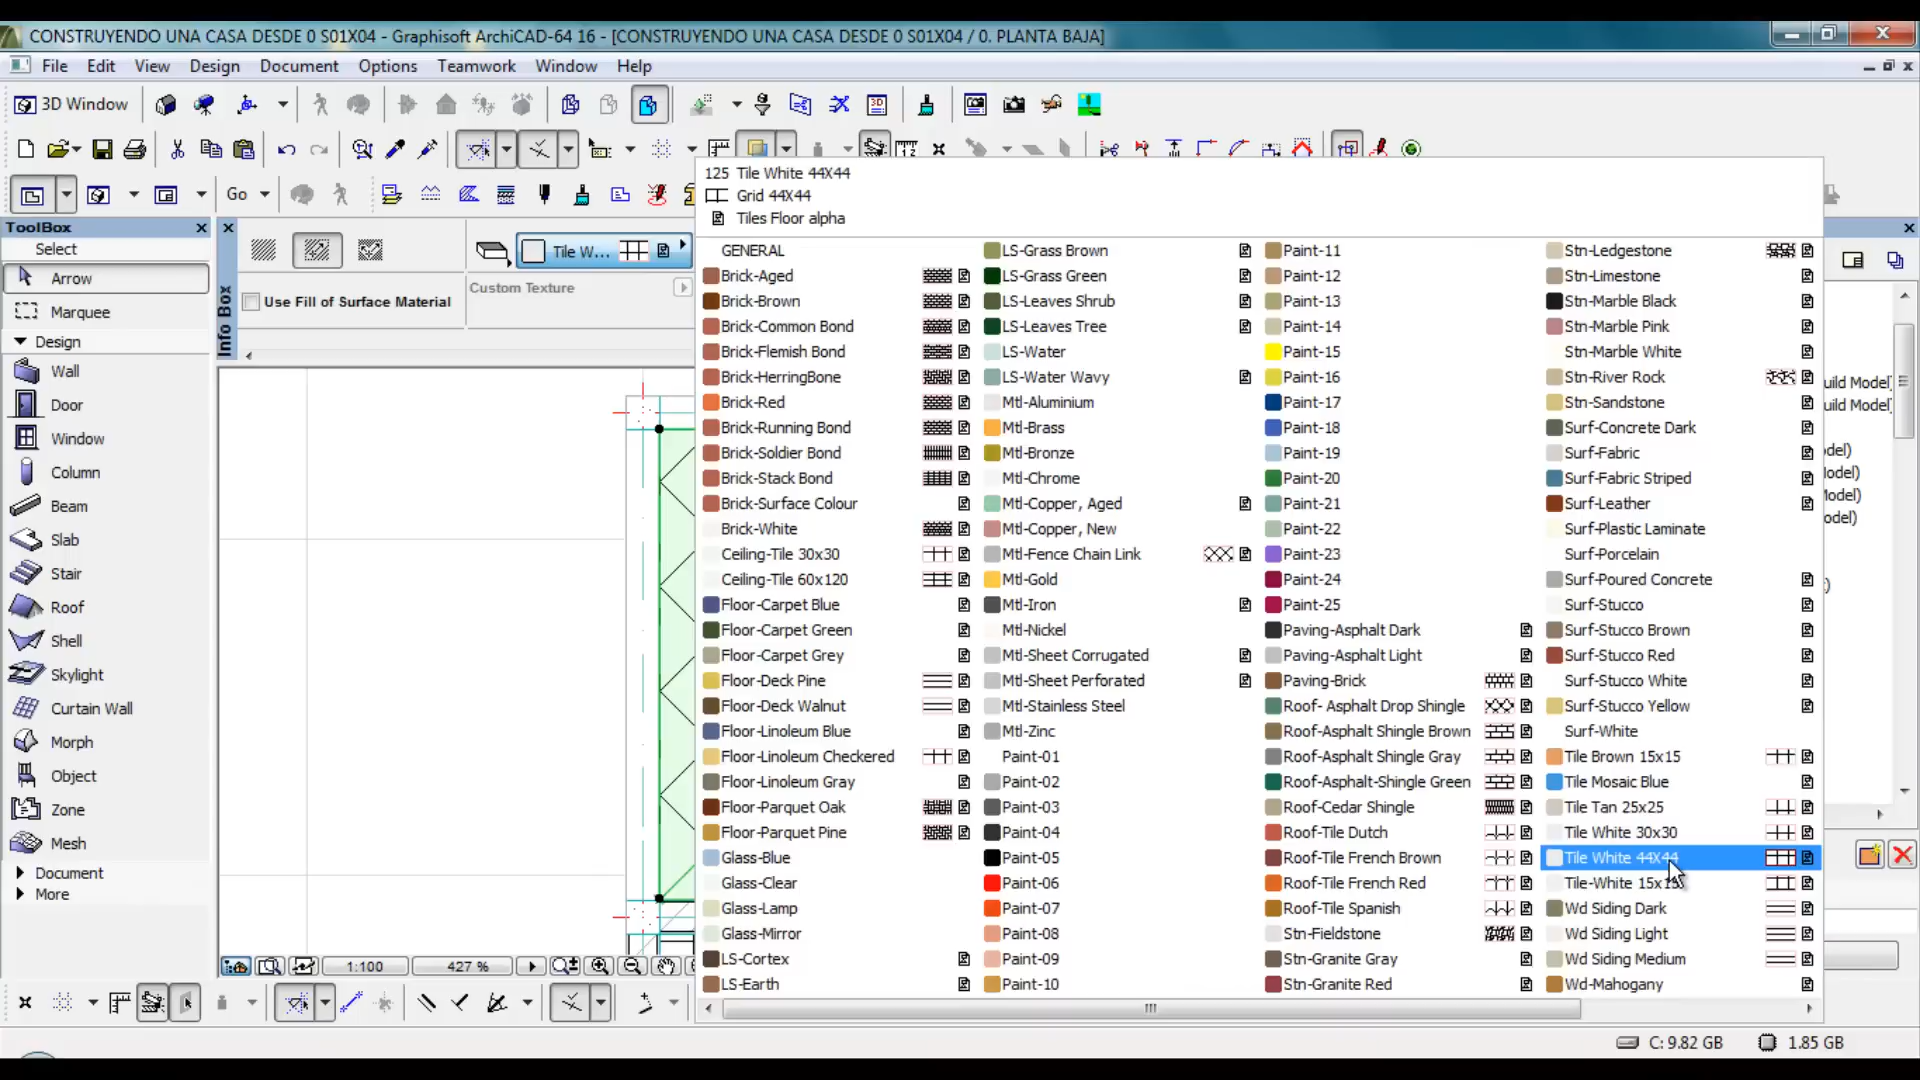 CONSTRUYENDO UNA CASA DESDE 0 S01X04 - Graphisoft ArchiCAD-64 16 - [CONSTRUYENDO UNA CASA DESDE 0 S01X04 / 0. PLANTA BAJA]
File Edit View Design Document Options Teamwork Window Help
3D Window
Go
125 Tile White 44X44
Grid 44X44
Tiles Floor alpha
ToolBox
Select
Arrow
Marquee
Design
Wall
Door
Window
Column
Beam
Slab
Stair
Roof
Shell
Skylight
Curtain Wall
Morph
Object
Zone
Mesh
Document
More
Info Box
Tile W...
Use Fill of Surface Material
Custom Texture
GENERAL
Brick-Aged
Brick-Brown
Brick-Common Bond
Brick-Flemish Bond
Brick-HerringBone
Brick-Red
Brick-Running Bond
Brick-Soldier Bond
Brick-Stack Bond
Brick-Surface Colour
Brick-White
Ceiling-Tile 30x30
Ceiling-Tile 60x120
Floor-Carpet Blue
Floor-Carpet Green
Floor-Carpet Grey
Floor-Deck Pine
Floor-Deck Walnut
Floor-Linoleum Blue
Floor-Linoleum Checkered
Floor-Linoleum Gray
Floor-Parquet Oak
Floor-Parquet Pine
Glass-Blue
Glass-Clear
Glass-Lamp
Glass-Mirror
LS-Cortex
LS-Earth
LS-Grass Brown
LS-Grass Green
LS-Leaves Shrub
LS-Leaves Tree
LS-Water
LS-Water Wavy
Mtl-Aluminium
Mtl-Brass
Mtl-Bronze
Mtl-Chrome
Mtl-Copper, Aged
Mtl-Copper, New
Mtl-Fence Chain Link
Mtl-Gold
Mtl-Iron
Mtl-Nickel
Mtl-Sheet Corrugated
Mtl-Sheet Perforated
Mtl-Stainless Steel
Mtl-Zinc
Paint-01
Paint-02
Paint-03
Paint-04
Paint-05
Paint-06
Paint-07
Paint-08
Paint-09
Paint-10
Paint-11
Paint-12
Paint-13
Paint-14
Paint-15
Paint-16
Paint-17
Paint-18
Paint-19
Paint-20
Paint-21
Paint-22
Paint-23
Paint-24
Paint-25
Paving-Asphalt Dark
Paving-Asphalt Light
Paving-Brick
Roof- Asphalt Drop Shingle
Roof-Asphalt Shingle Brown
Roof-Asphalt Shingle Gray
Roof-Asphalt-Shingle Green
Roof-Cedar Shingle
Roof-Tile Dutch
Roof-Tile French Brown
Roof-Tile French Red
Roof-Tile Spanish
Stn-Fieldstone
Stn-Granite Gray
Stn-Granite Red
Stn-Ledgestone
Stn-Limestone
Stn-Marble Black
Stn-Marble Pink
Stn-Marble White
Stn-River Rock
Stn-Sandstone
Surf-Concrete Dark
Surf-Fabric
Surf-Fabric Striped
Surf-Leather
Surf-Plastic Laminate
Surf-Porcelain
Surf-Poured Concrete
Surf-Stucco
Surf-Stucco Brown
Surf-Stucco Red
Surf-Stucco White
Surf-Stucco Yellow
Surf-White
Tile Brown 15x15
Tile Mosaic Blue
Tile Tan 25x25
Tile White 30x30
Tile White 44X44
Tile-White 15x15
Wd Siding Dark
Wd Siding Light
Wd Siding Medium
Wd-Mahogany
uild Model)
uild Model)
del)
Model)
Model)
odel)
1:100
427 %
C: 9.82 GB
1.85 GB